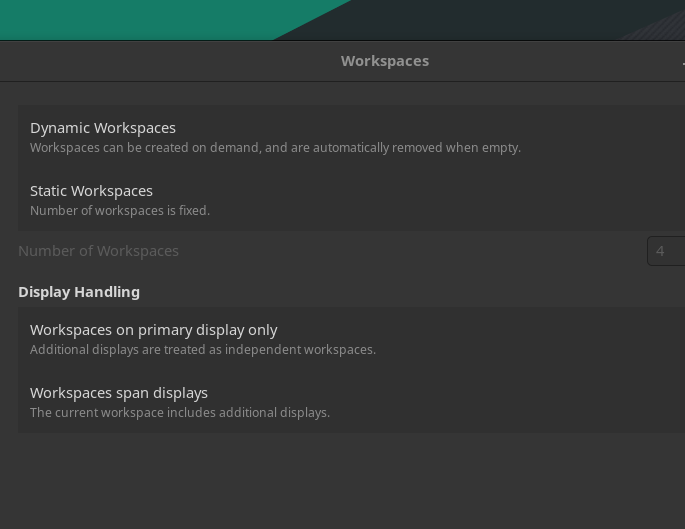 Workspaces
Dynamic Workspaces
Workspaces can be created on demand, and are automatically removed when empty.
Static Workspaces
Number of workspaces is fixed.
Number of Workspaces 4
Display Handling
Workspaces on primary display only
Additional displays are treated as independent workspaces.
Workspaces span displays
The current workspace includes additional displays.